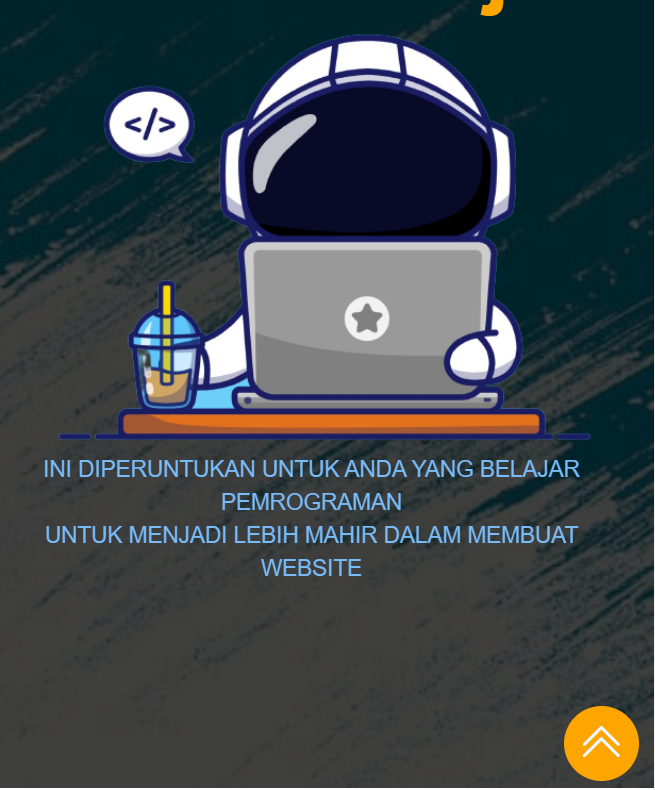 </>
INI DIPERUNTUKAN UNTUK ANDA YANG BELAJAR
PEMROGRAMAN
UNTUK MENJADI LEBIH MAHIR DALAM MEMBUAT
WEBSITE